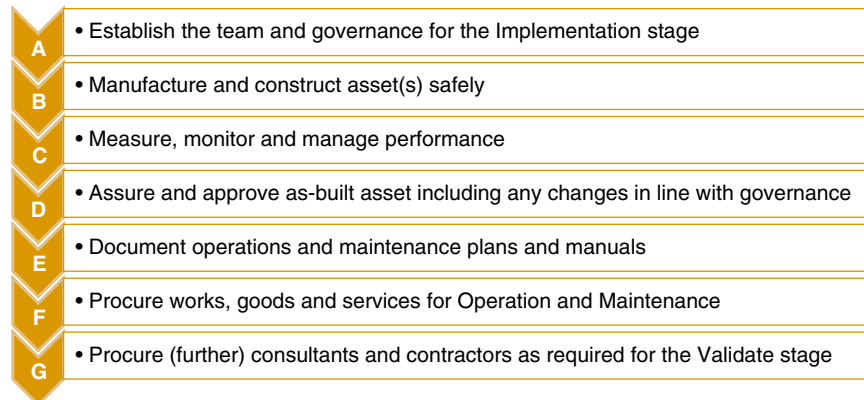 A
• Establish the team and governance for the Implementation stage
B
• Manufacture and construct asset(s) safely
C
• Measure, monitor and manage performance
D
• Assure and approve as-built asset including any changes in line with governance
E
• Document operations and maintenance plans and manuals
F
• Procure works, goods and services for Operation and Maintenance
G
• Procure (further) consultants and contractors as required for the Validate stage